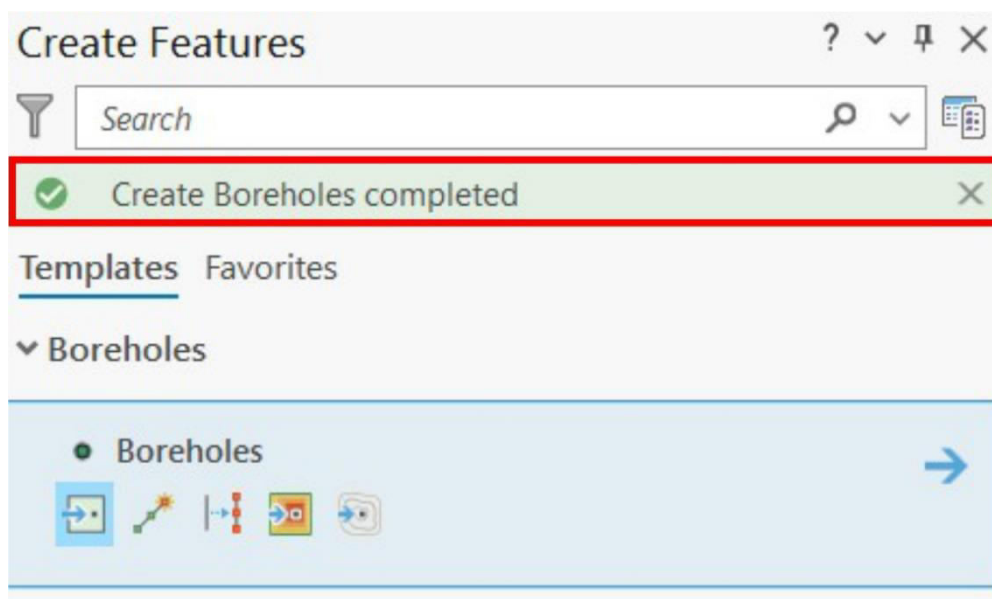 Create Features
Search
Create Boreholes completed
Templates Favorites
Boreholes
Boreholes